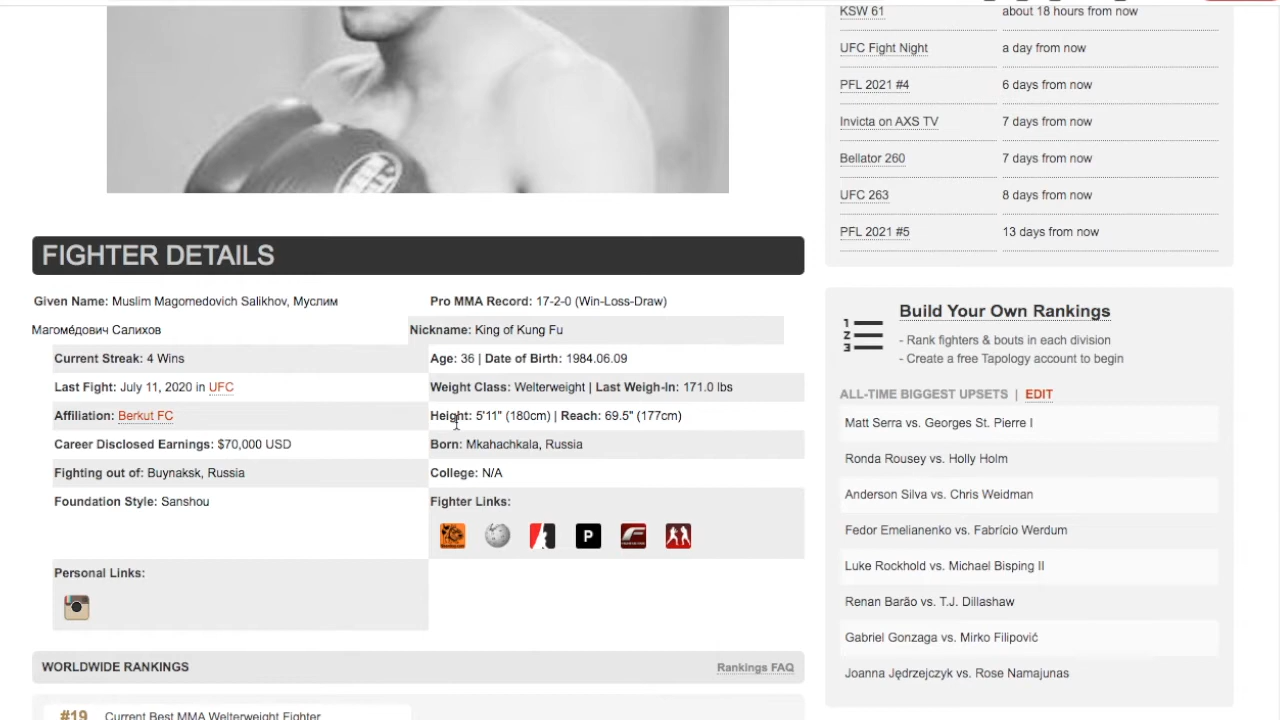 FIGHTER DETAILS
Given Name: Muslim Magomedovich Salikhov, Муслим
Магоме́дович Салихов
Pro MMA Record: 17-2-0 (Win-Loss-Draw)
Nickname: King of Kung Fu
Current Streak: 4 Wins
Age: 36 | Date of Birth: 1984.06.09
Last Fight: July 11, 2020 in UFC
Weight Class: Welterweight | Last Weigh-In: 171.0 lbs
Affiliation: Berkut FC
Height: 5'11" (180cm) | Reach: 69.5" (177cm)
Career Disclosed Earnings: $70,000 USD
Born: Mkahachkala, Russia
Fighting out of: Buynaksk, Russia
College: N/A
Foundation Style: Sanshou
Fighter Links:
P
Personal Links:
WORLDWIDE RANKINGS
Rankings FAQ
#19 Current Best MMA Welterweight Fighter
KSW 61 about 18 hours from now
UFC Fight Night a day from now
PFL 2021 #4 6 days from now
Invicta on AXS TV 7 days from now
Bellator 260 7 days from now
UFC 263 8 days from now
PFL 2021 #5 13 days from now
1
2
3
Build Your Own Rankings
- Rank fighters & bouts in each division
- Create a free Tapology account to begin
ALL-TIME BIGGEST UPSETS | EDIT
Matt Serra vs. Georges St. Pierre I
Ronda Rousey vs. Holly Holm
Anderson Silva vs. Chris Weidman
Fedor Emelianenko vs. Fabrício Werdum
Luke Rockhold vs. Michael Bisping II
Renan Barão vs. T.J. Dillashaw
Gabriel Gonzaga vs. Mirko Filipović
Joanna Jędrzejczyk vs. Rose Namajunas